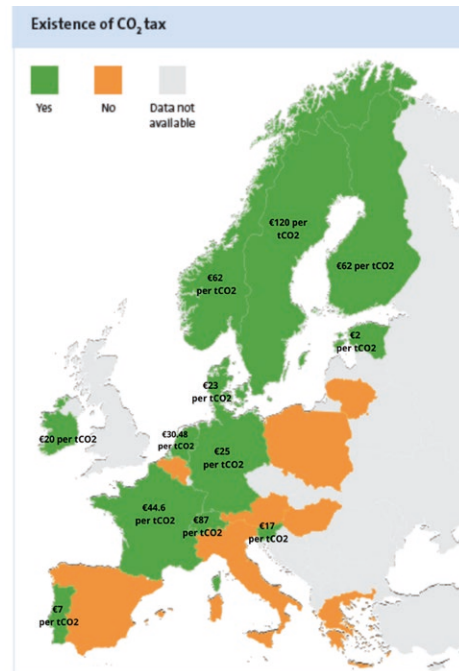 Existence of CO₂ tax
Yes
No
Data not
available
€120 per
tCO2
€62
per tCO2
€62 per tCO2
€2
per tCO2
€23
per tCO2
€20 per tCO2
€30.48
per tCO2
€25
per tCO2
€44.6
per tCO2
€87
per tCO2
€17
per tCO2
€7
per tCO2